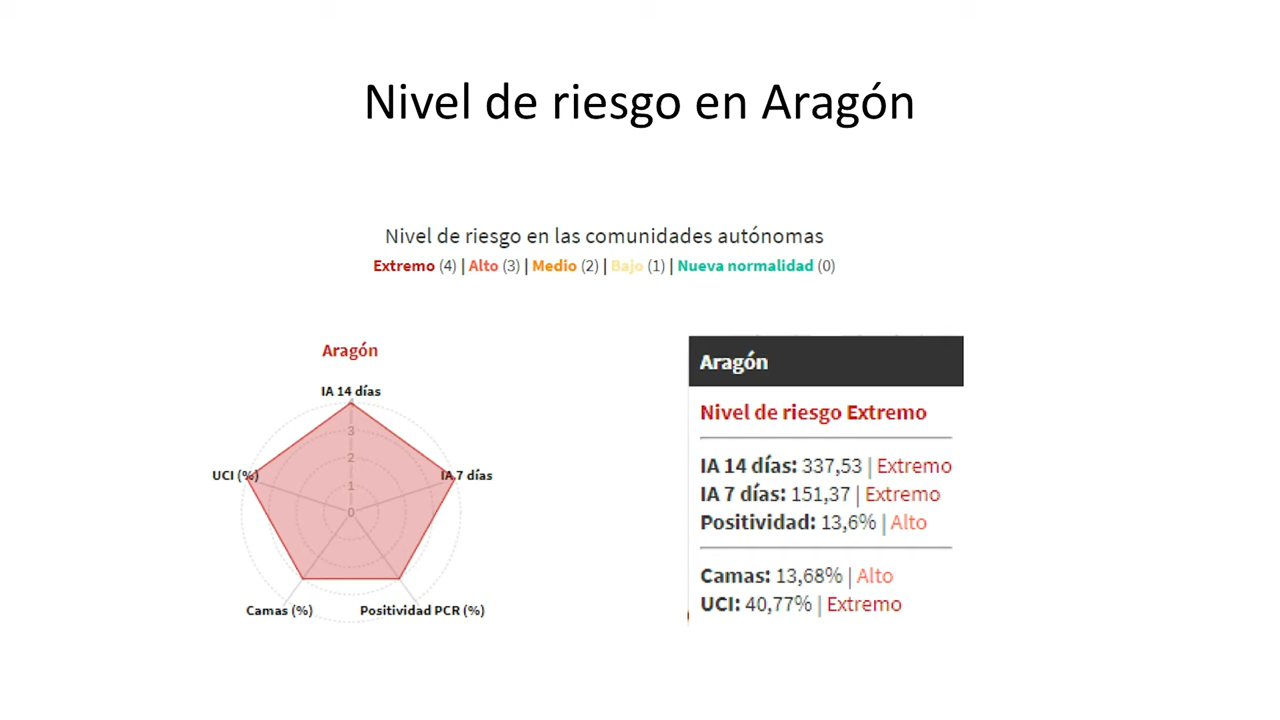 Nivel de riesgo en Aragón
Nivel de riesgo en las comunidades autónomas
Extremo (4) | Alto (3) | Medio (2) | Bajo (1) | Nueva normalidad (0)
Aragón
IA 14 días
4
3
2
1
0
UCI (%)
IA 7 días
Camas (%)
Positividad PCR (%)
Aragón
Nivel de riesgo Extremo
IA 14 días: 337,53 | Extremo
IA 7 días: 151,37 | Extremo
Positividad: 13,6% | Alto
Camas: 13,68% | Alto
UCI: 40,77% | Extremo